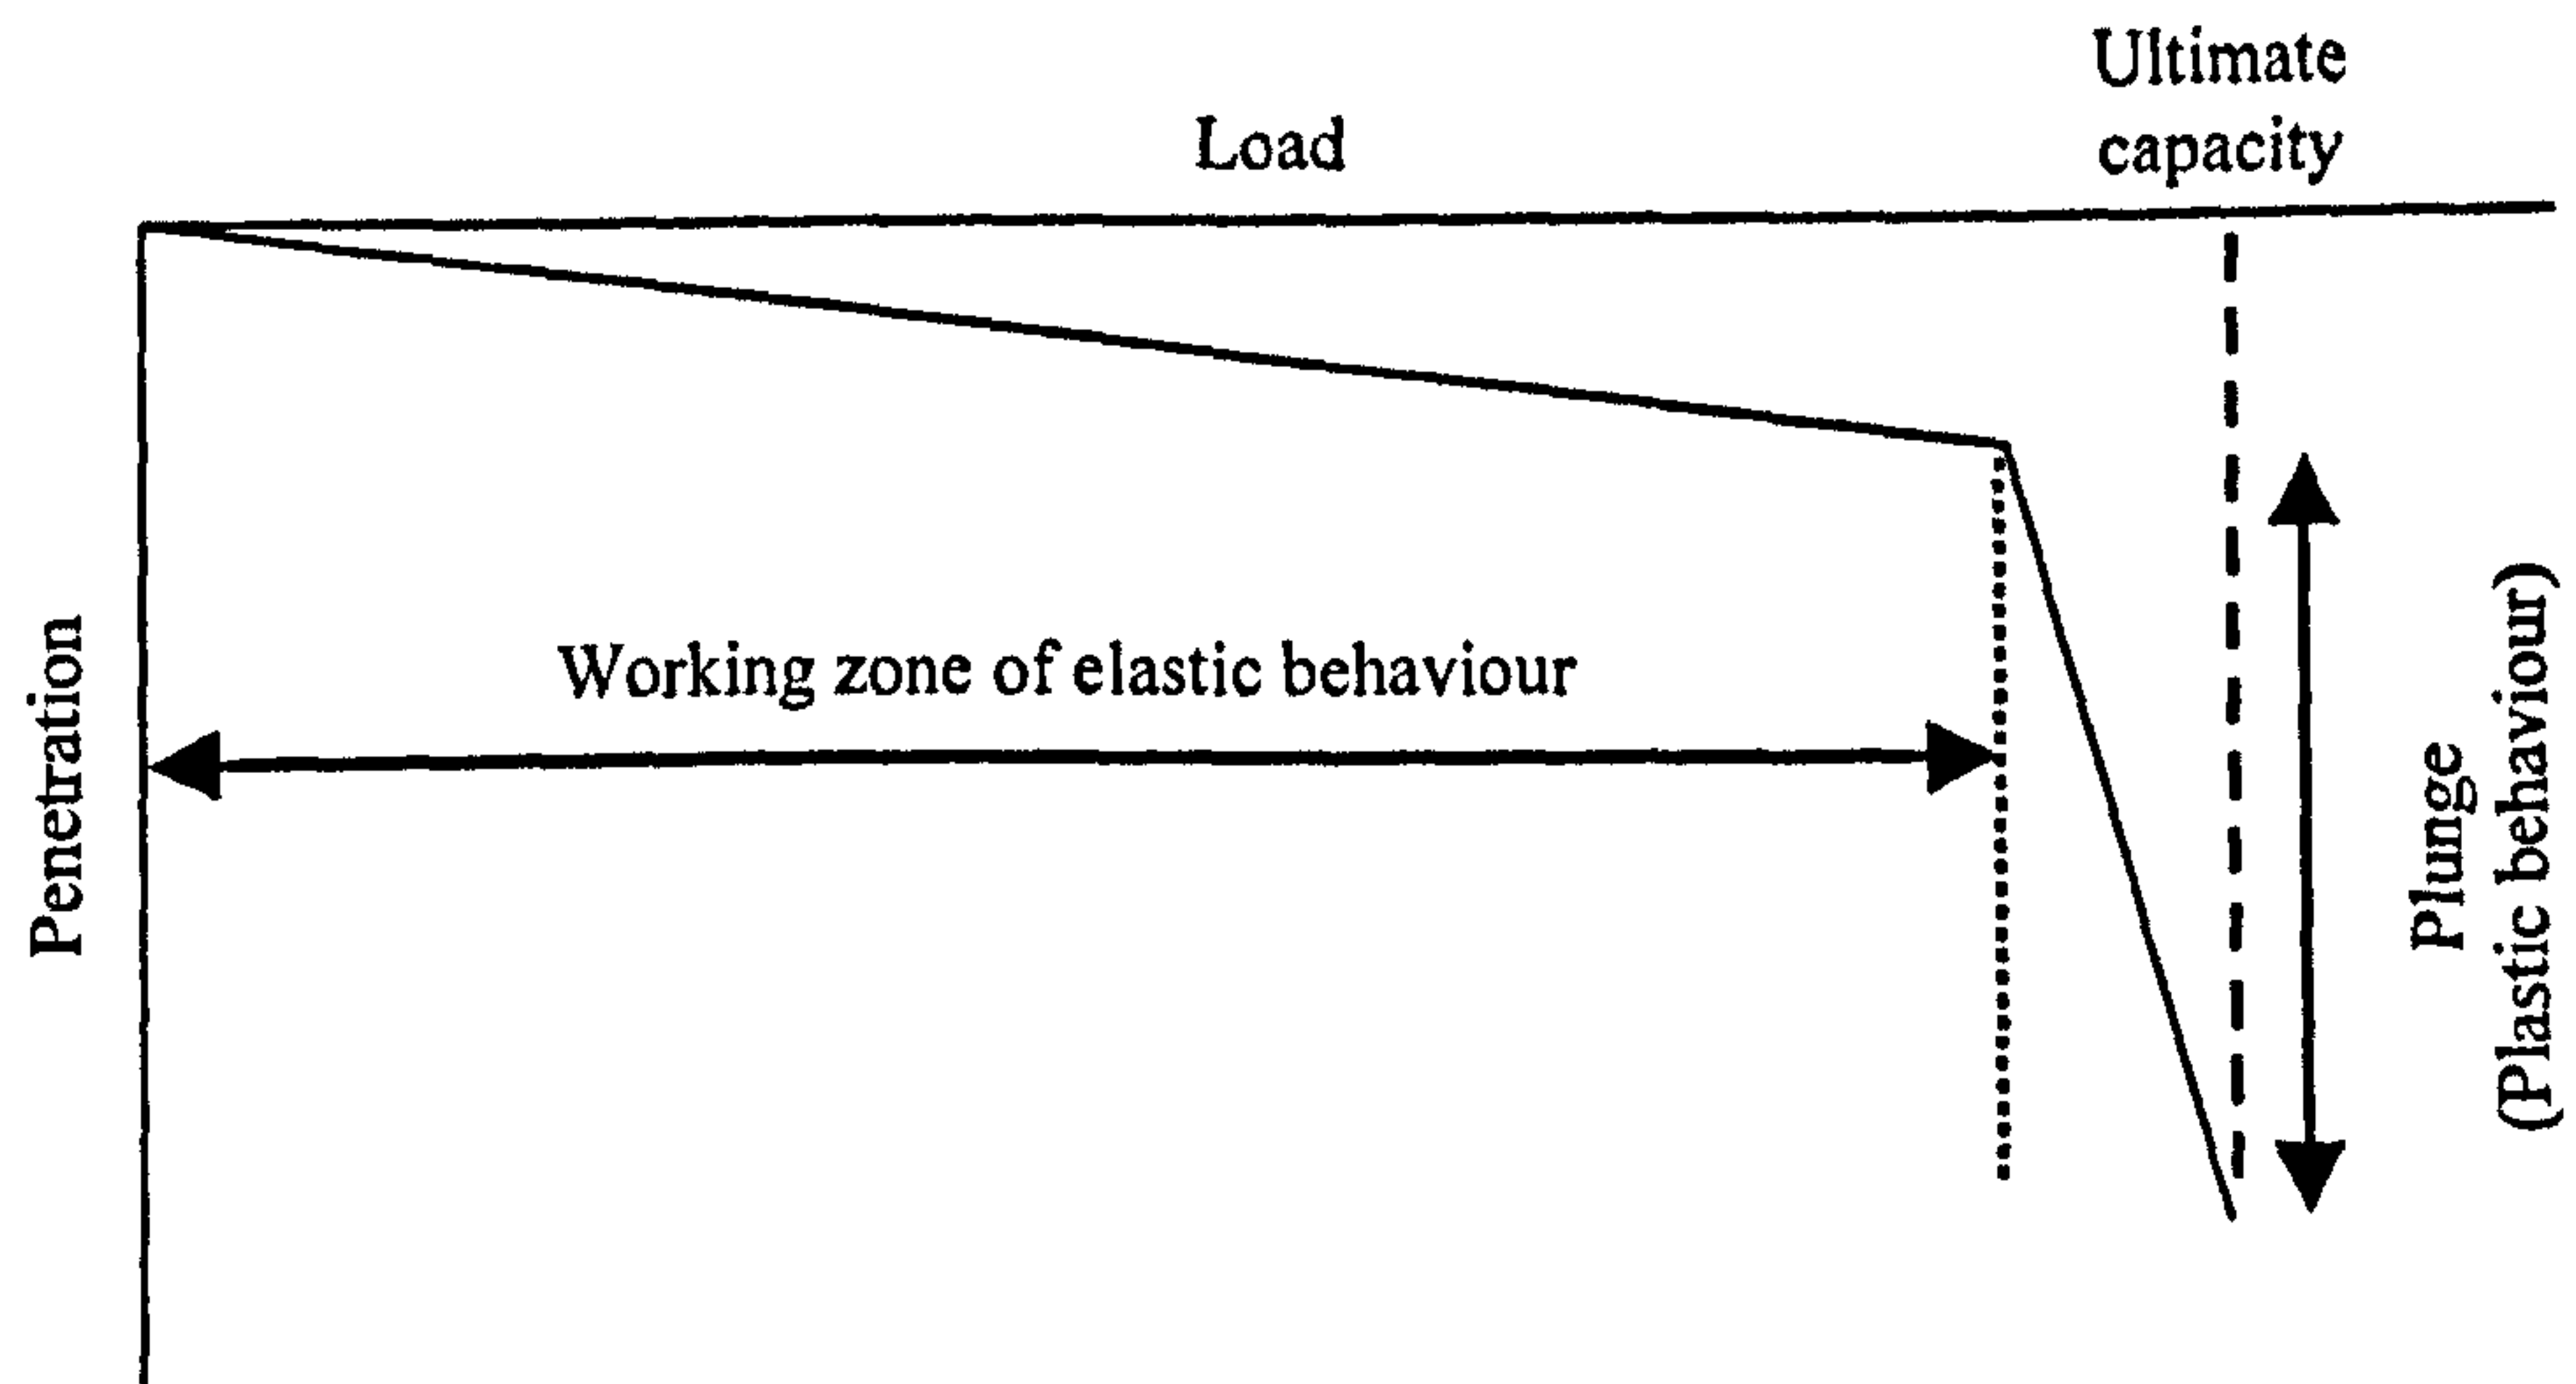 Ultimate
capacity
Load
Working zone of elastic behaviour
Penetration
Plunge
(Plastic behaviour)